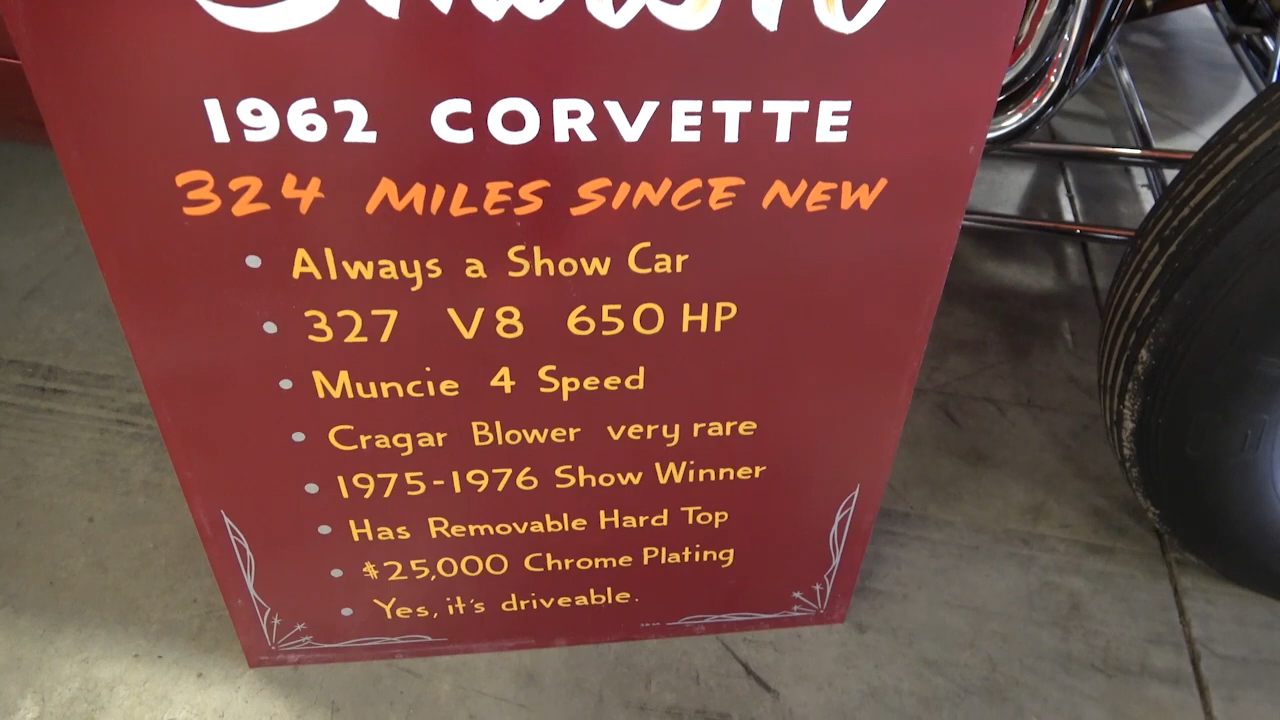 1962 CORVETTE
324 MILES SINCE NEW
• Always a Show Car
• 327 V8 650 HP
• Muncie 4 Speed
• Cragar Blower very rare
• 1975-1976 Show Winner
• Has Removable Hard Top
• $25,000 Chrome Plating
• Yes, it's driveable.